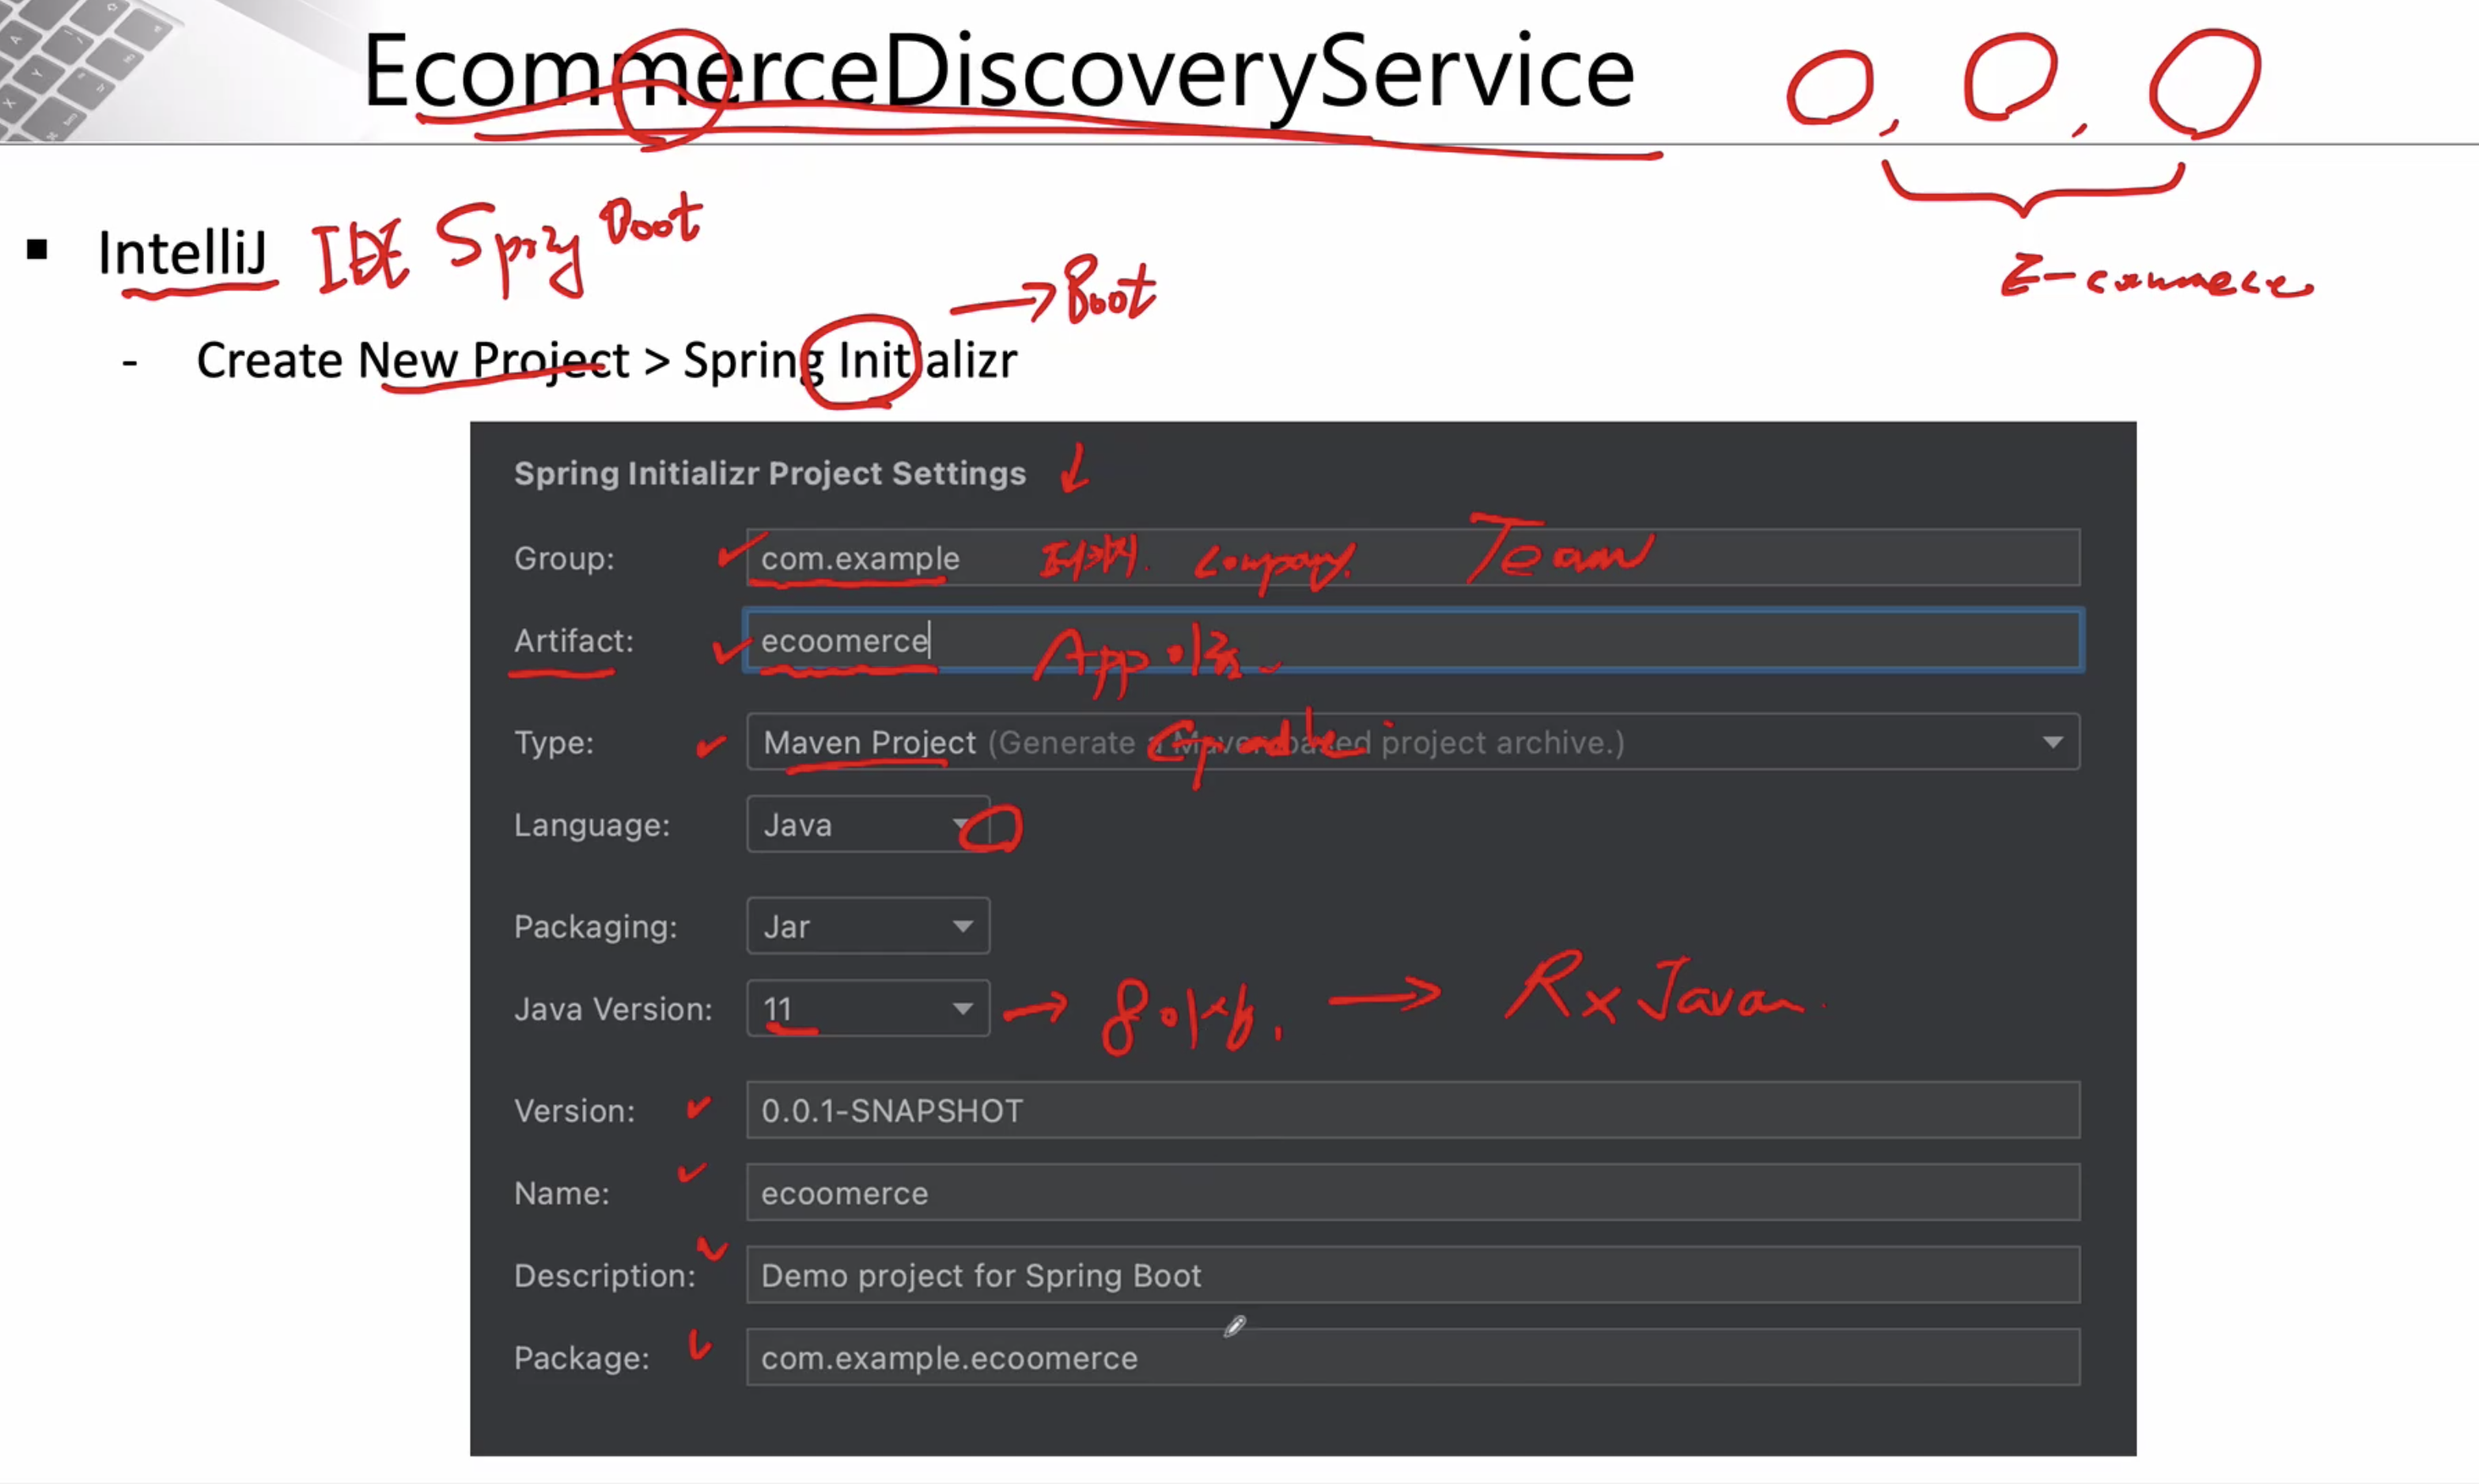 EcommerceDiscoveryService O, O, O
E-commerce
IntelliJ IDE Spring Boot
→ Boot
- Create New Project > Spring Initializr
Spring Initializr Project Settings
Group: com.example 패키지. Company. Team
Artifact: ecoomerce App 이름
Type: Maven Project (Generate a Maven based project archive.) Gradle
Language: Java
Packaging: Jar
Java Version: 11 → 8 이상. → RxJava
Version: 0.0.1-SNAPSHOT
Name: ecoomerce
Description: Demo project for Spring Boot
Package: com.example.ecoomerce